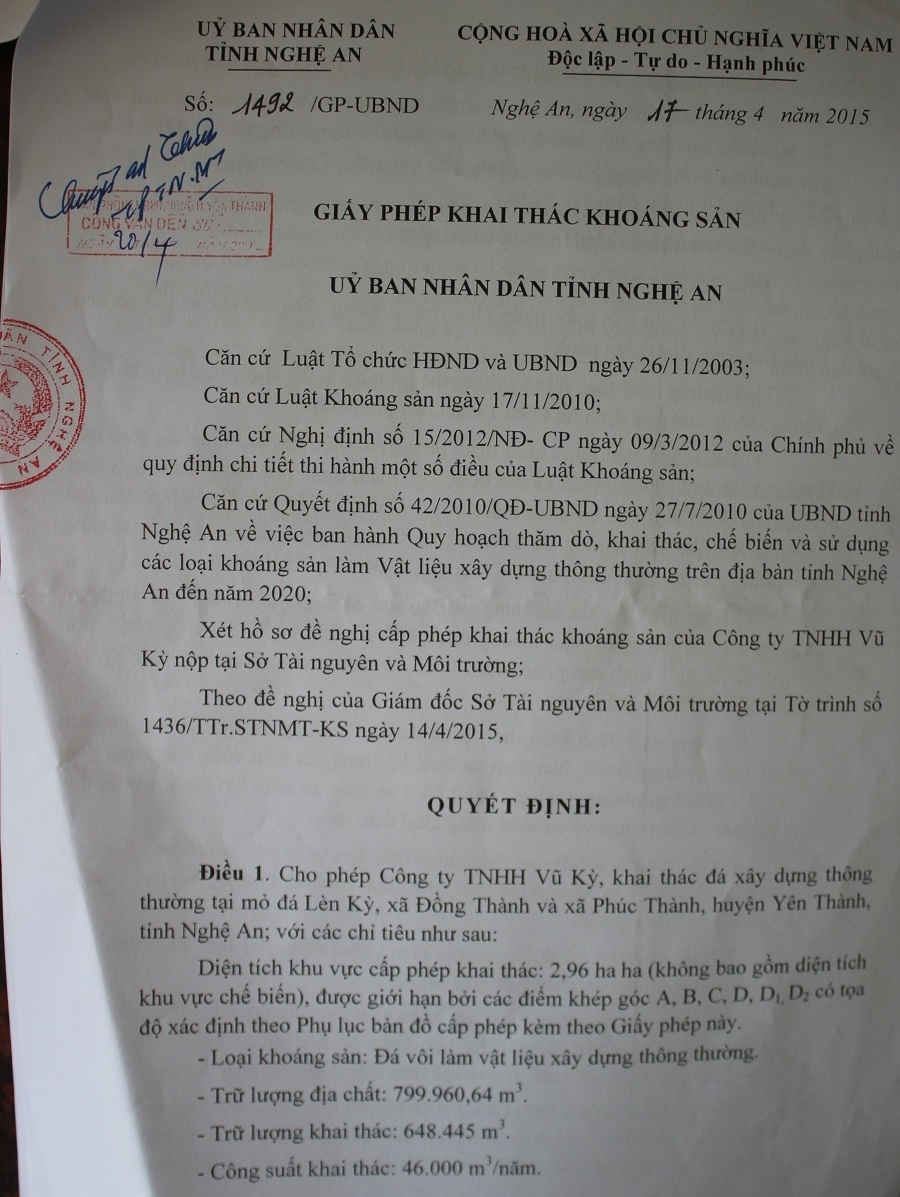 UỶ BAN NHÂN DÂN
TỈNH NGHỆ AN
CỘNG HOÀ XÃ HỘI CHỦ NGHĨA VIỆT NAM
Độc lập - Tự do - Hạnh phúc
Số: 1492 /GP-UBND
Nghệ An, ngày 17 tháng 4 năm 2015
TN.MT
YÊN THÀNH
CÔNG VĂN ĐẾN SỐ
20/4
GIẤY PHÉP KHAI THÁC KHOÁNG SẢN
UỶ BAN NHÂN DÂN TỈNH NGHỆ AN
DÂN TỈNH NGHỆ AN
Căn cứ Luật Tổ chức HĐND và UBND ngày 26/11/2003;
Căn cứ Luật Khoáng sản ngày 17/11/2010;
Căn cứ Nghị định số 15/2012/NĐ- CP ngày 09/3/2012 của Chính phủ về
quy định chi tiết thi hành một số điều của Luật Khoáng sản;
Căn cứ Quyết định số 42/2010/QĐ-UBND ngày 27/7/2010 của UBND tỉnh
Nghệ An về việc ban hành Quy hoạch thăm dò, khai thác, chế biến và sử dụng
các loại khoáng sản làm Vật liệu xây dựng thông thường trên địa bàn tỉnh Nghệ
An đến năm 2020;
Xét hồ sơ đề nghị cấp phép khai thác khoáng sản của Công ty TNHH Vũ
Kỳ nộp tại Sở Tài nguyên và Môi trường;
Theo đề nghị của Giám đốc Sở Tài nguyên và Môi trường tại Tờ trình số
1436/TTr.STNMT-KS ngày 14/4/2015,
QUYẾT ĐỊNH:
Điều 1. Cho phép Công ty TNHH Vũ Kỳ, khai thác đá xây dựng thông
thường tại mỏ đá Lèn Kỳ, xã Đồng Thành và xã Phúc Thành, huyện Yên Thành,
tỉnh Nghệ An; với các chỉ tiêu như sau:
Diện tích khu vực cấp phép khai thác: 2,96 ha ha (không bao gồm diện tích
khu vực chế biến), được giới hạn bởi các điểm khép góc A, B, C, D, D1, D2 có tọa
độ xác định theo Phụ lục bản đồ cấp phép kèm theo Giấy phép này.
- Loại khoáng sản: Đá vôi làm vật liệu xây dựng thông thường.
- Trữ lượng địa chất: 799.960,64 m³.
- Trữ lượng khai thác: 648.445 m³.
- Công suất khai thác: 46.000 m³/năm.